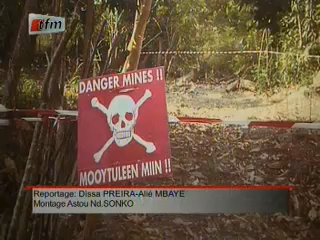 tfm
DANGER MINES !!
MOOYTULEEN MIIN !!
Reportage: Dissa PREIRA-Alié MBAYE
Montage Astou Nd.SONKO